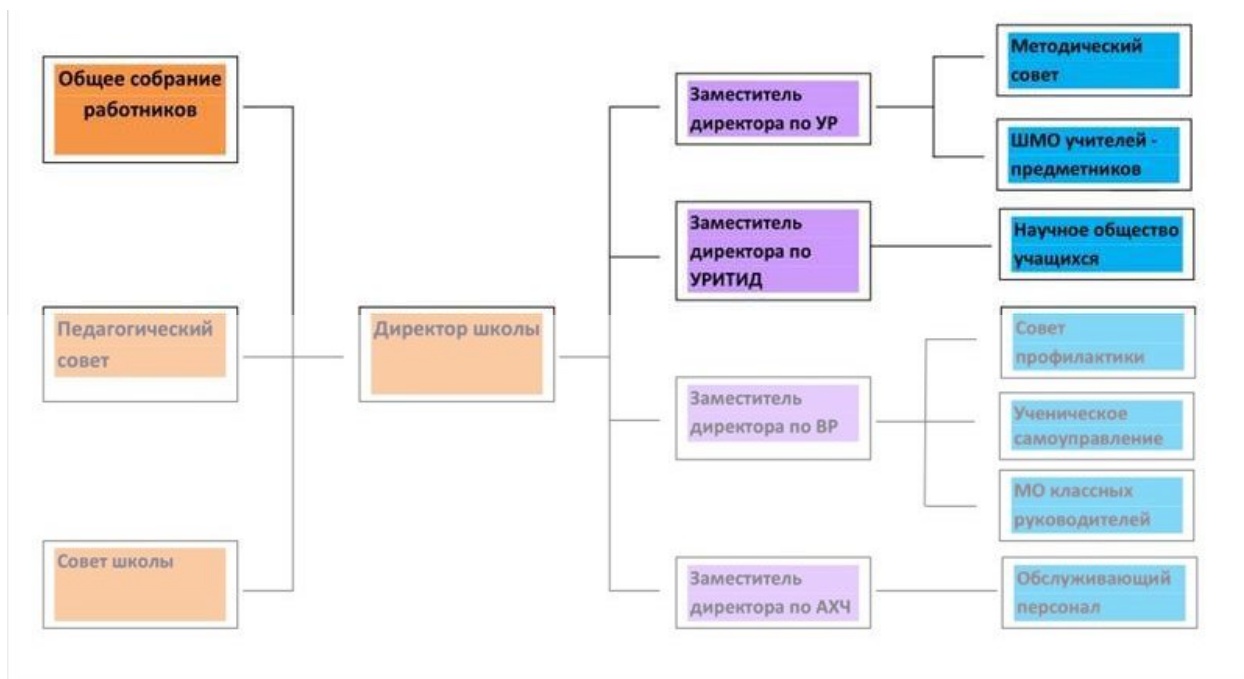 Общее собрание
работников
Педагогический
совет
Совет школы
Директор школы
Заместитель
директора по УР
Заместитель
директора по
УРИТИД
Заместитель
директора по ВР
Заместитель
директора по АХЧ
Методический
совет
ШМО учителей -
предметников
Научное общество
учащихся
Совет
профилактики
Ученическое
самоуправление
МО классных
руководителей
Обслуживающий
персонал